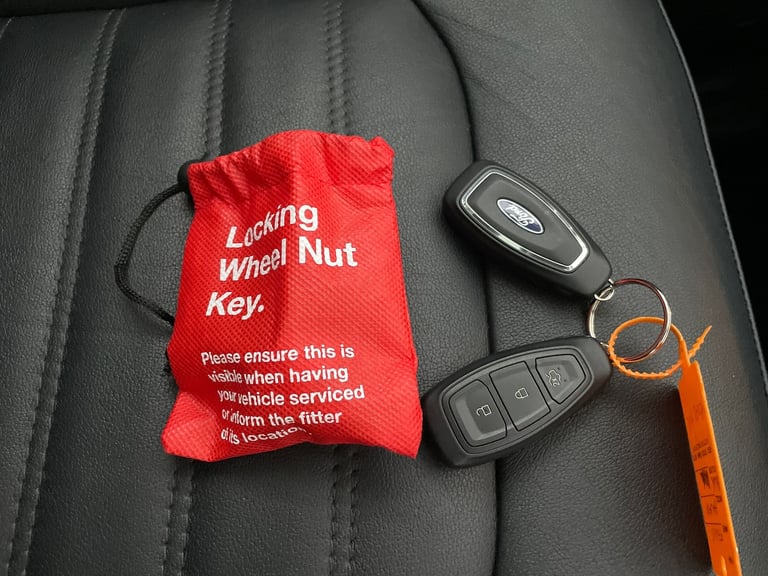 Locking
Wheel Nut
Key.
Please ensure this is
visible when having
your vehicle serviced
or inform the fitter
of its location.
Ford